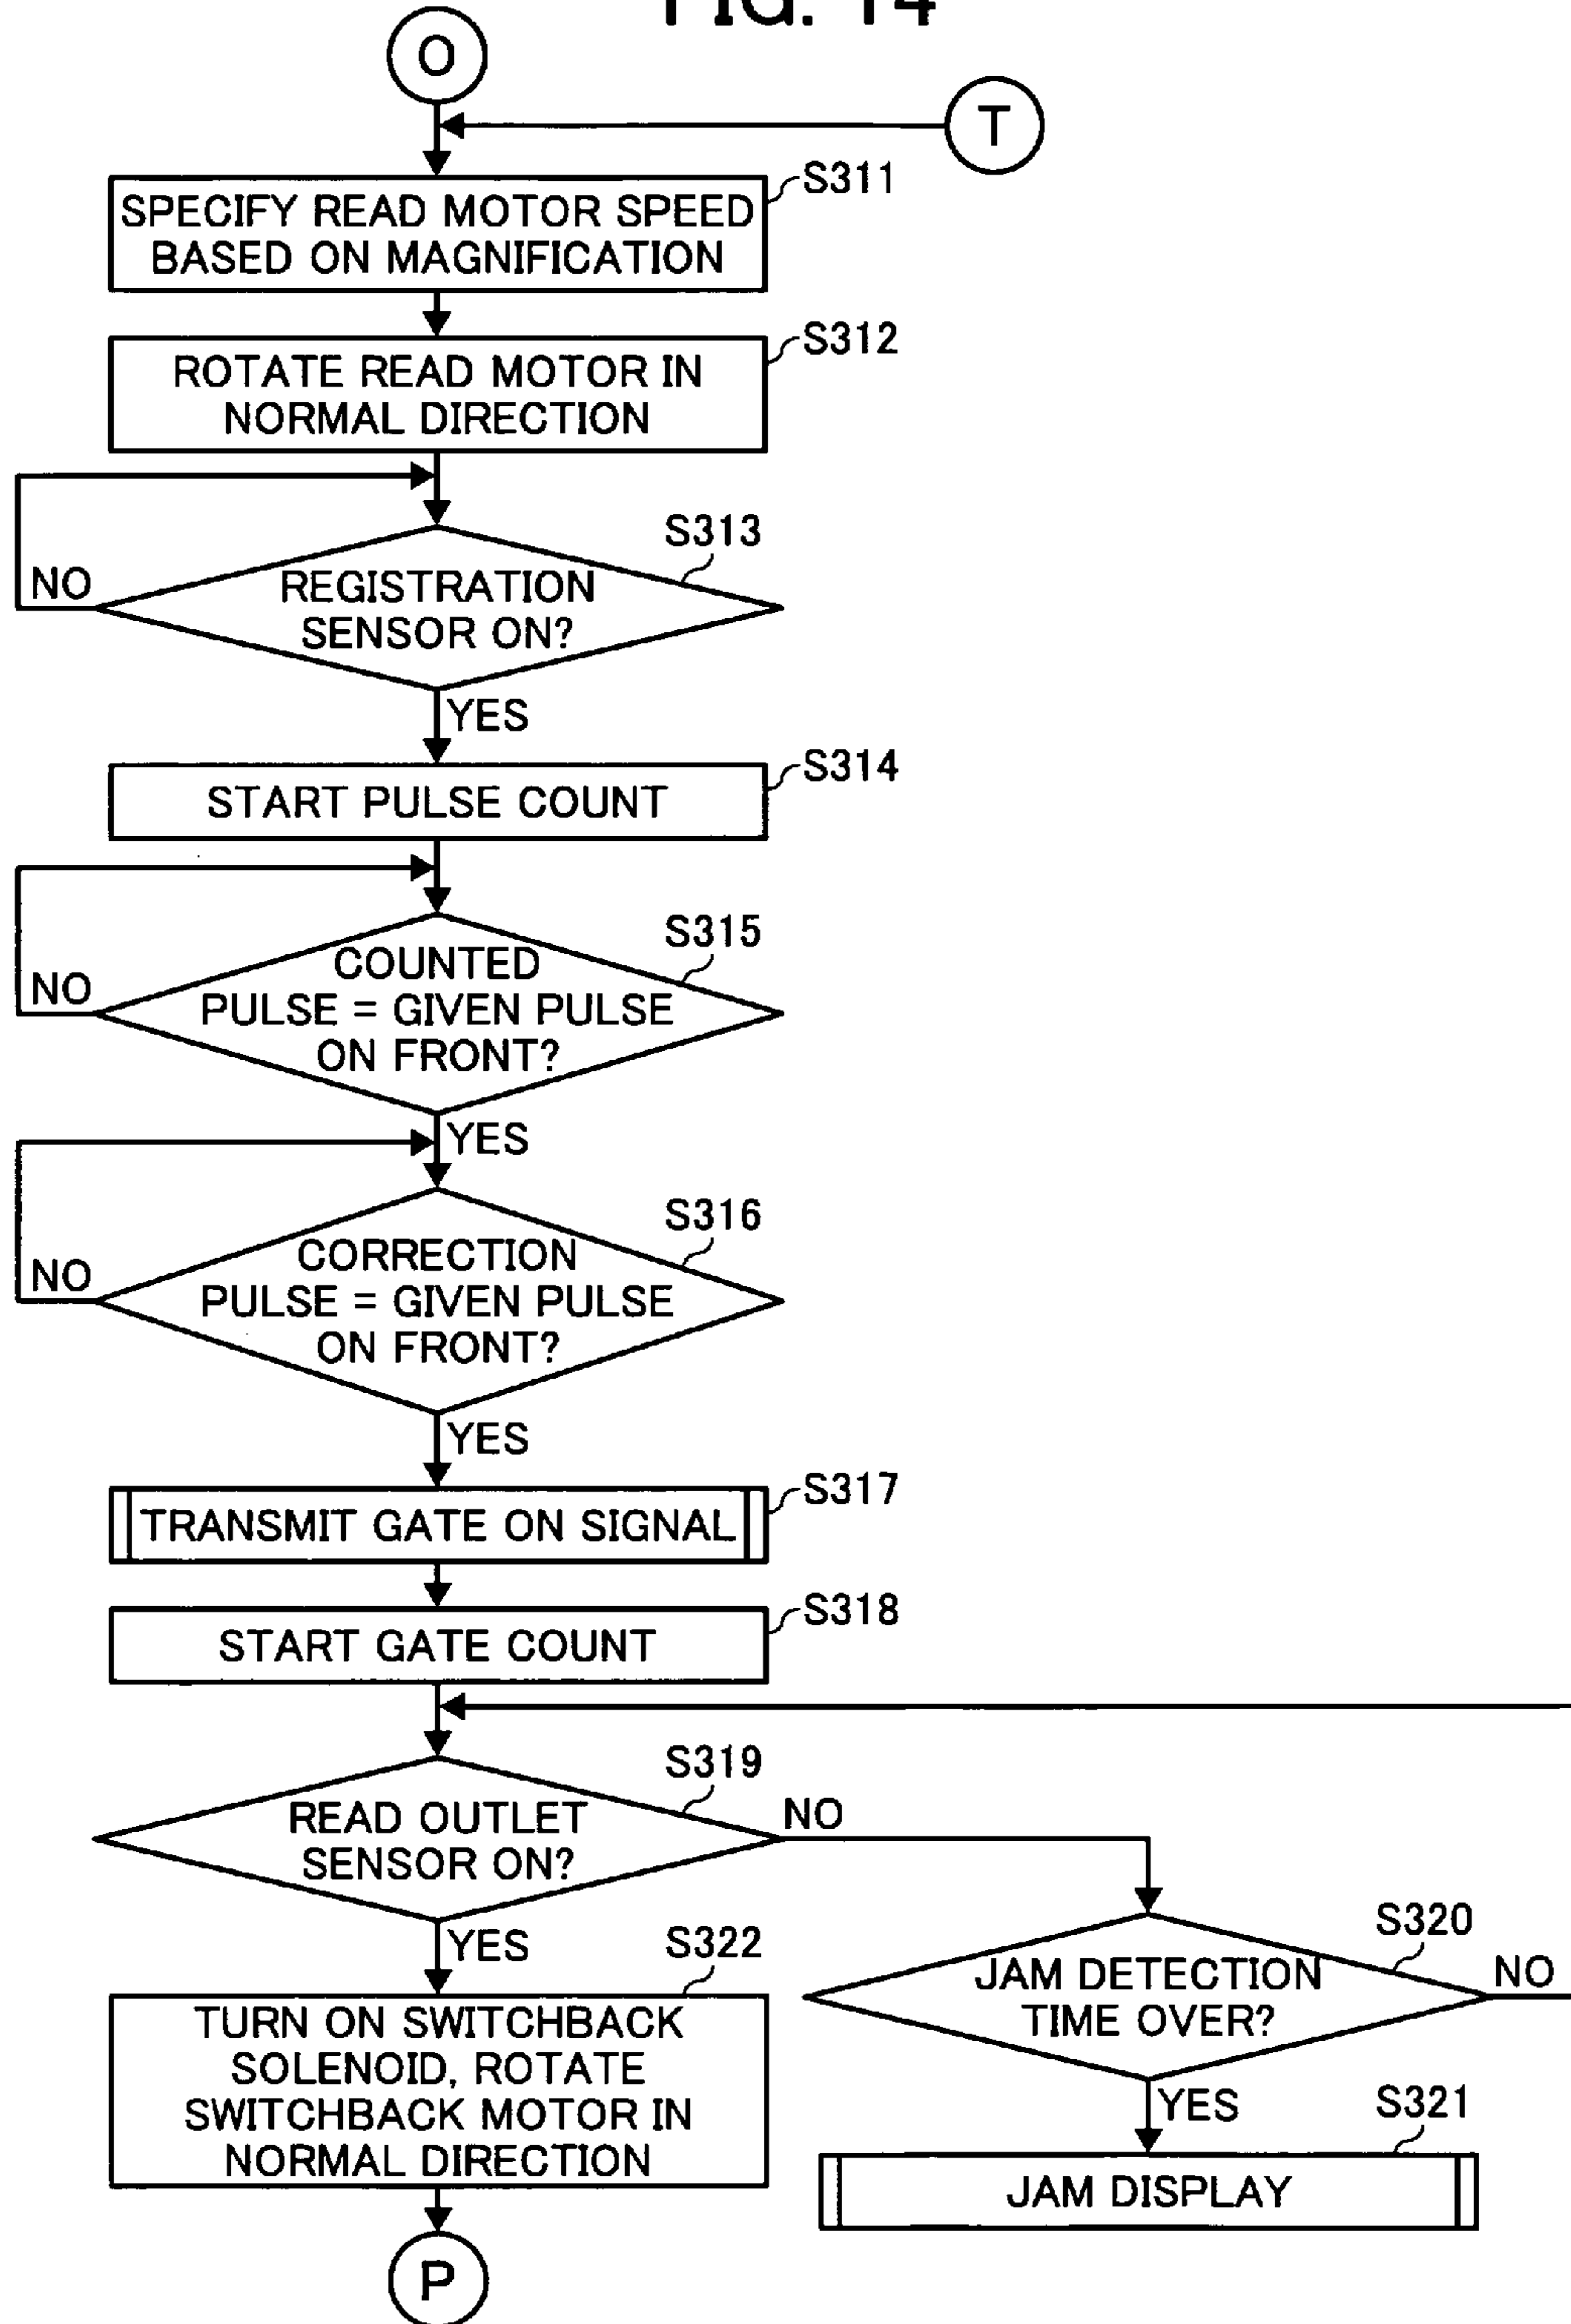 FIG. 14
O
T
S311
SPECIFY READ MOTOR SPEED
BASED ON MAGNIFICATION
S312
ROTATE READ MOTOR IN
NORMAL DIRECTION
S313
REGISTRATION
SENSOR ON?
NO
YES
S314
START PULSE COUNT
S315
COUNTED
PULSE = GIVEN PULSE
ON FRONT?
NO
YES
S316
CORRECTION
PULSE = GIVEN PULSE
ON FRONT?
NO
YES
S317
TRANSMIT GATE ON SIGNAL
S318
START GATE COUNT
S319
READ OUTLET
SENSOR ON?
NO
YES
S320
JAM DETECTION
TIME OVER?
NO
YES
S321
JAM DISPLAY
S322
TURN ON SWITCHBACK
SOLENOID, ROTATE
SWITCHBACK MOTOR IN
NORMAL DIRECTION
P